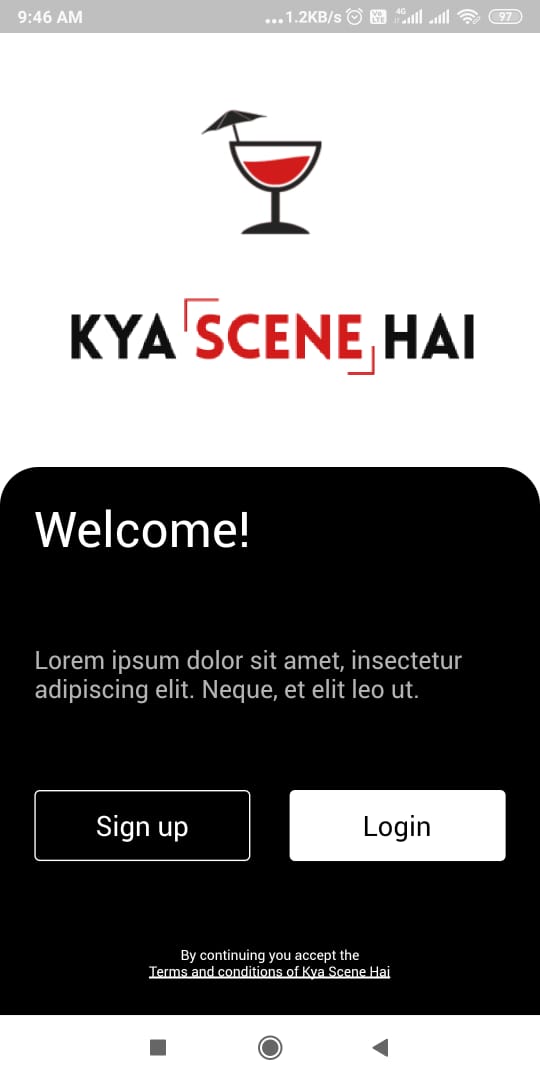 9:46 AM ...1.2KB/s 4G 97
KYA SCENE HAI
Welcome!
Lorem ipsum dolor sit amet, insectetur
adipiscing elit. Neque, et elit leo ut.
Sign up Login
By continuing you accept the
Terms and conditions of Kya Scene Hai